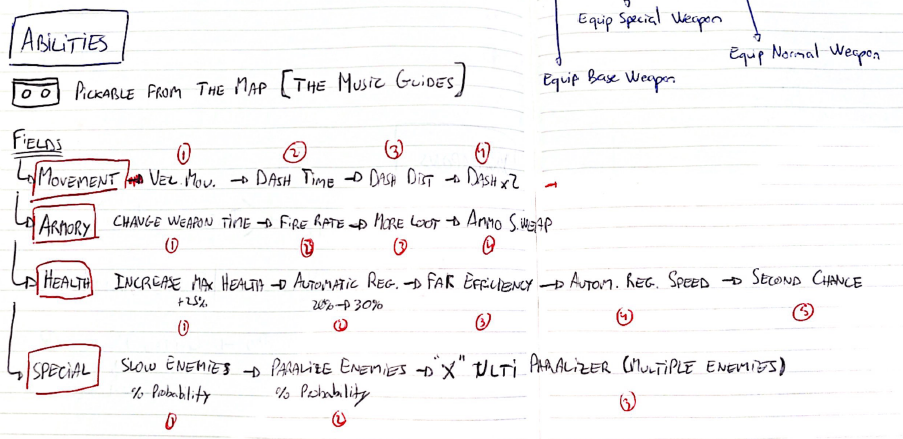 Equip Special Weapon
Equip Normal Weapon
Equip Base Weapon
ABILITIES
PICKABLE FROM THE MAP [THE MUSIC GUIDES]
FIELDS
① ② ③ ④
MOVEMENT → VEL. MOV. → DASH TIME → DASH DIST → DASH x2 →
ARMORY CHANGE WEAPON TIME → FIRE RATE → MORE LOOT → AMMO S.WEAP
① ② ③ ④
HEALTH INCREASE MAX HEALTH → AUTOMATIC REG. → FAK EFFICIENCY → AUTOM. REG. SPEED → SECOND CHANCE
+25% 20% → 30%
① ② ③ ④ ⑤
SPECIAL SLOW ENEMIES → PARALIZE ENEMIES → "X" ULTI PARALIZER (MULTIPLE ENEMIES)
% Probability % Probability
① ② ③